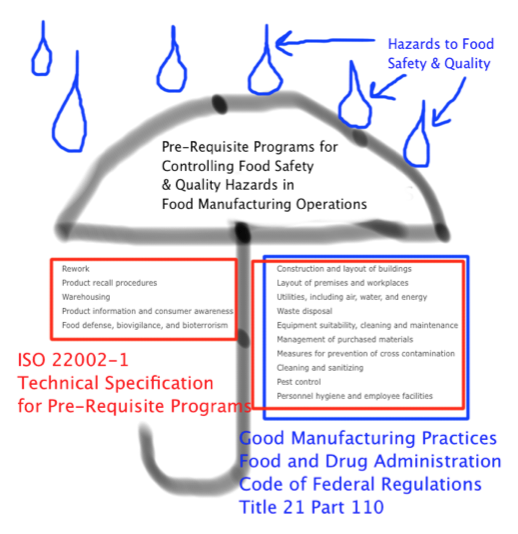 Hazards to Food
Safety & Quality
Pre-Requisite Programs for
Controlling Food Safety
& Quality Hazards in
Food Manufacturing Operations
Rework
Product recall procedures
Warehousing
Product information and consumer awareness
Food defense, biovigilance, and bioterrorism
Construction and layout of buildings
Layout of premises and workplaces
Utilities, including air, water, and energy
Waste disposal
Equipment suitability, cleaning and maintenance
Management of purchased materials
Measures for prevention of cross contamination
Cleaning and sanitizing
Pest control
Personnel hygiene and employee facilities
ISO 22002-1
Technical Specification
for Pre-Requisite Programs
Good Manufacturing Practices
Food and Drug Administration
Code of Federal Regulations
Title 21 Part 110